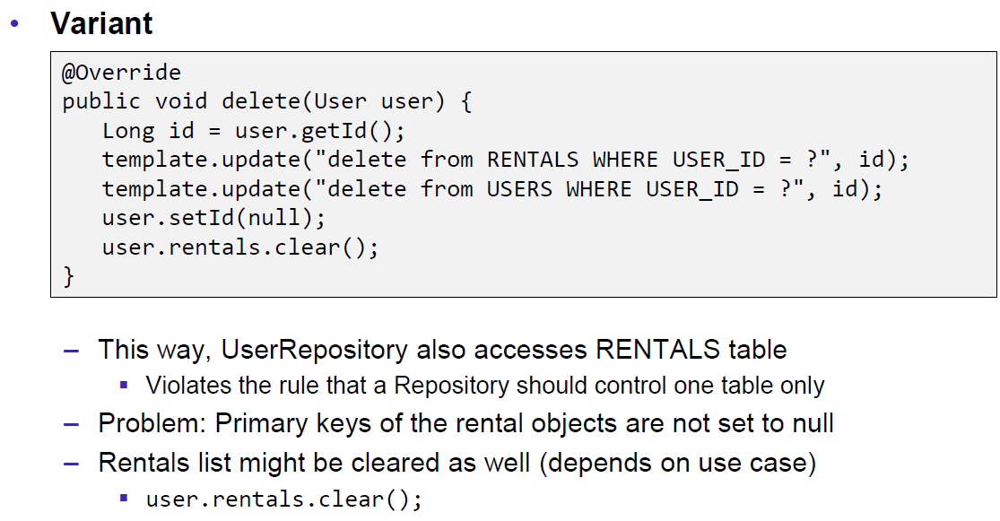 • Variant
@Override
public void delete(User user) {
   Long id = user.getId();
   template.update("delete from RENTALS WHERE USER_ID = ?", id);
   template.update("delete from USERS WHERE USER_ID = ?", id);
   user.setId(null);
   user.rentals.clear();
}
– This way, UserRepository also accesses RENTALS table
▪ Violates the rule that a Repository should control one table only
– Problem: Primary keys of the rental objects are not set to null
– Rentals list might be cleared as well (depends on use case)
▪ user.rentals.clear();